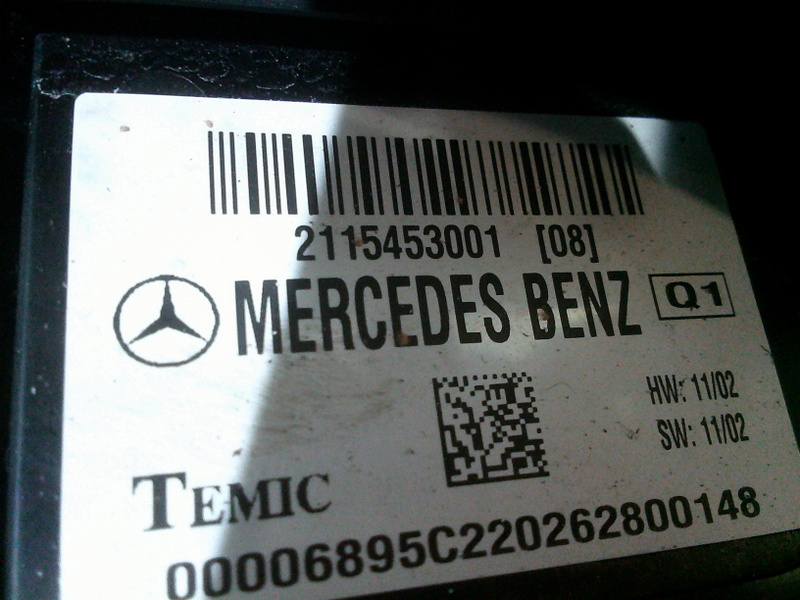 2115453001 [08]
MERCEDES BENZ Q1
HW: 11/02
SW: 11/02
TEMIC
00006895C220262800148